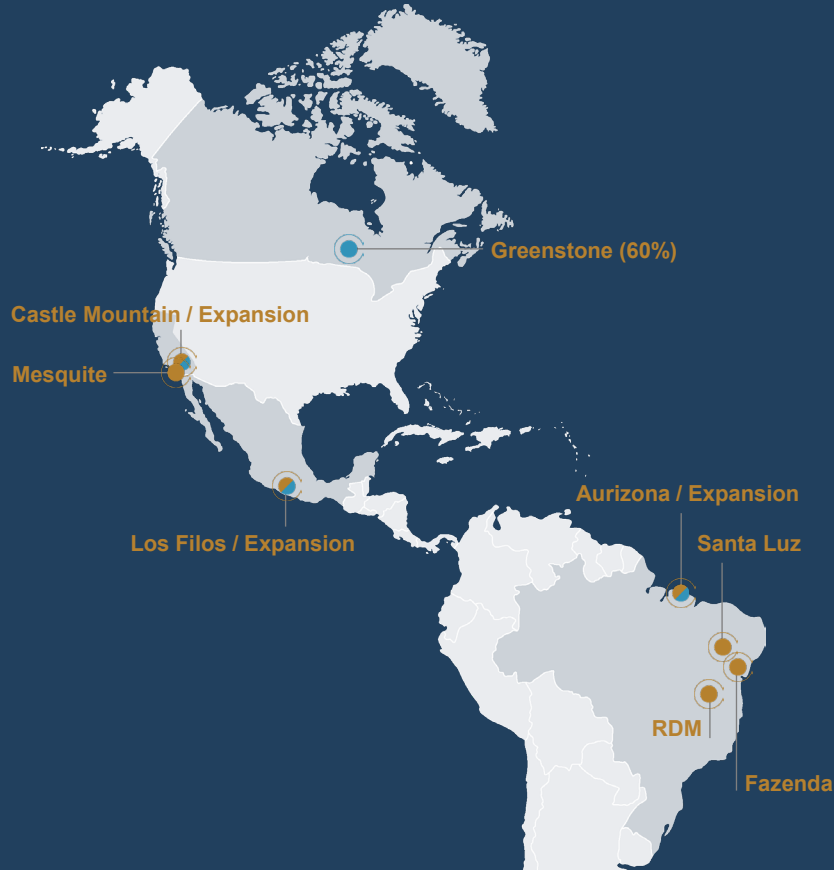 Greenstone (60%)
Castle Mountain / Expansion
Mesquite
Aurizona / Expansion
Los Filos / Expansion
Santa Luz
RDM
Fazenda